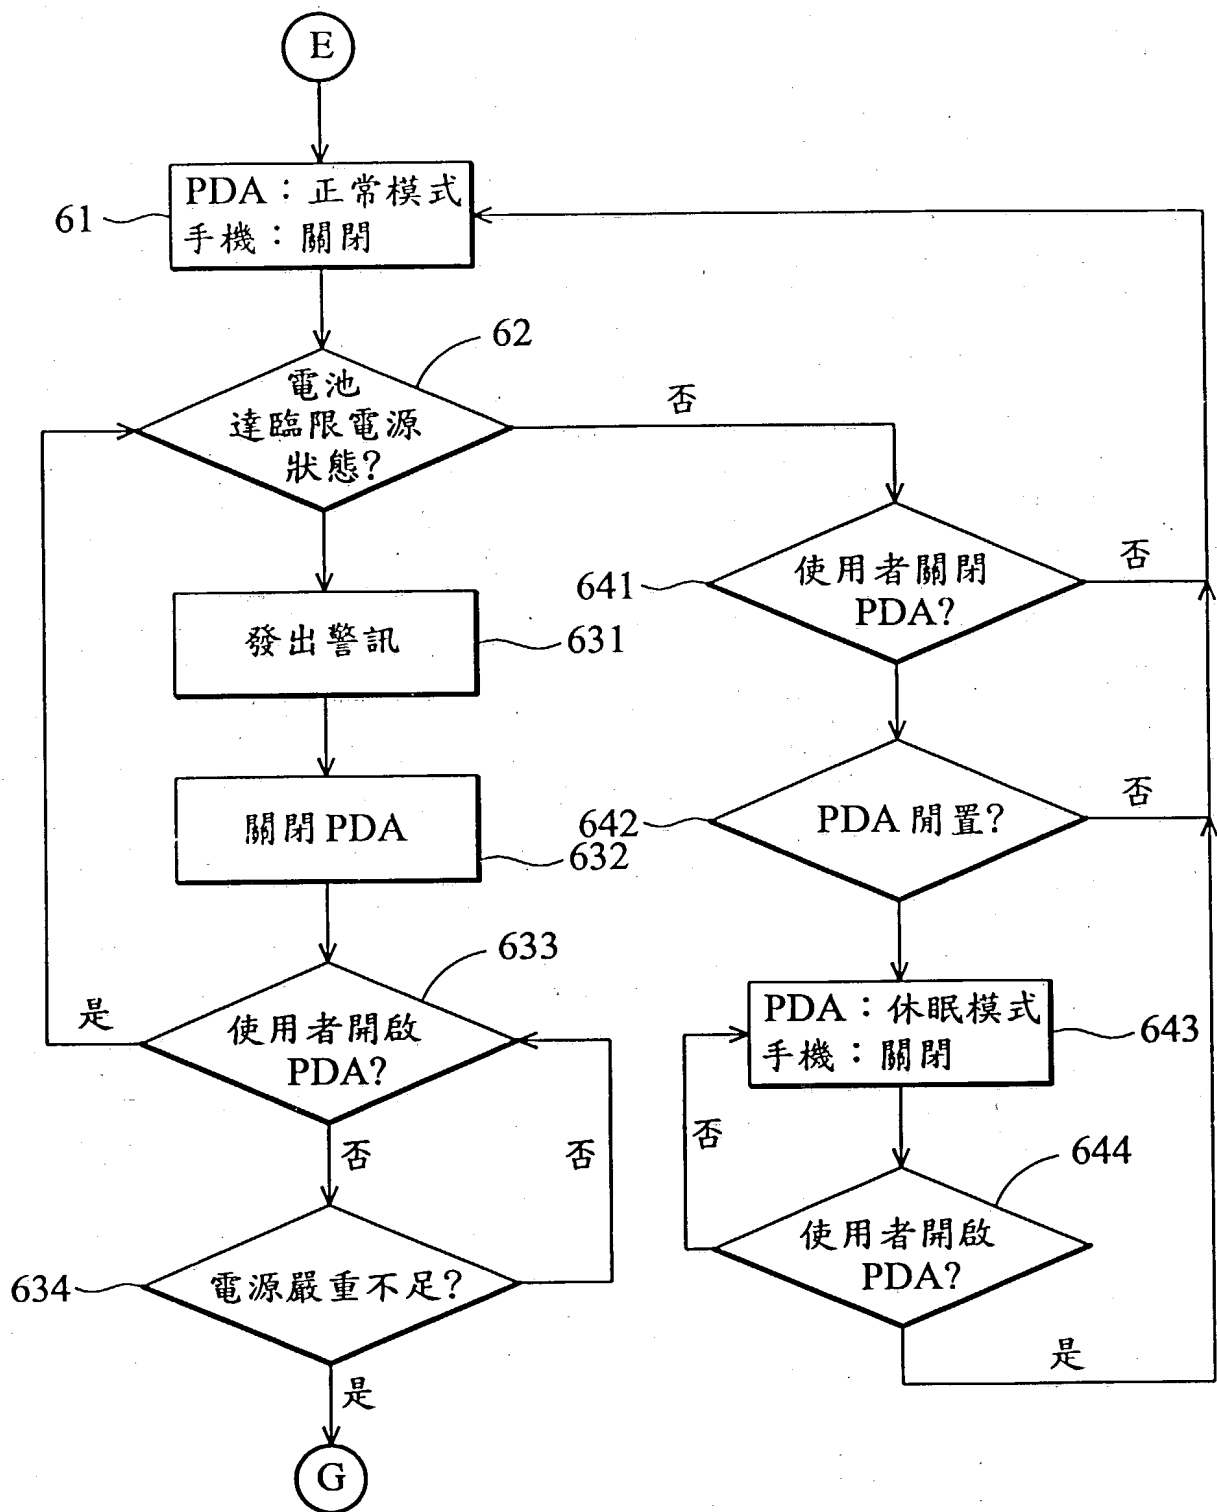 E
PDA：正常模式
手機：關閉
61
62
電池
達臨限電源
狀態?
否
發出警訊
631
關閉PDA
632
633
使用者開啟
PDA?
是
否
否
634
電源嚴重不足?
是
G
641
使用者關閉
PDA?
否
642
PDA 閒置?
否
PDA：休眠模式
手機：關閉
643
否
644
使用者開啟
PDA?
是